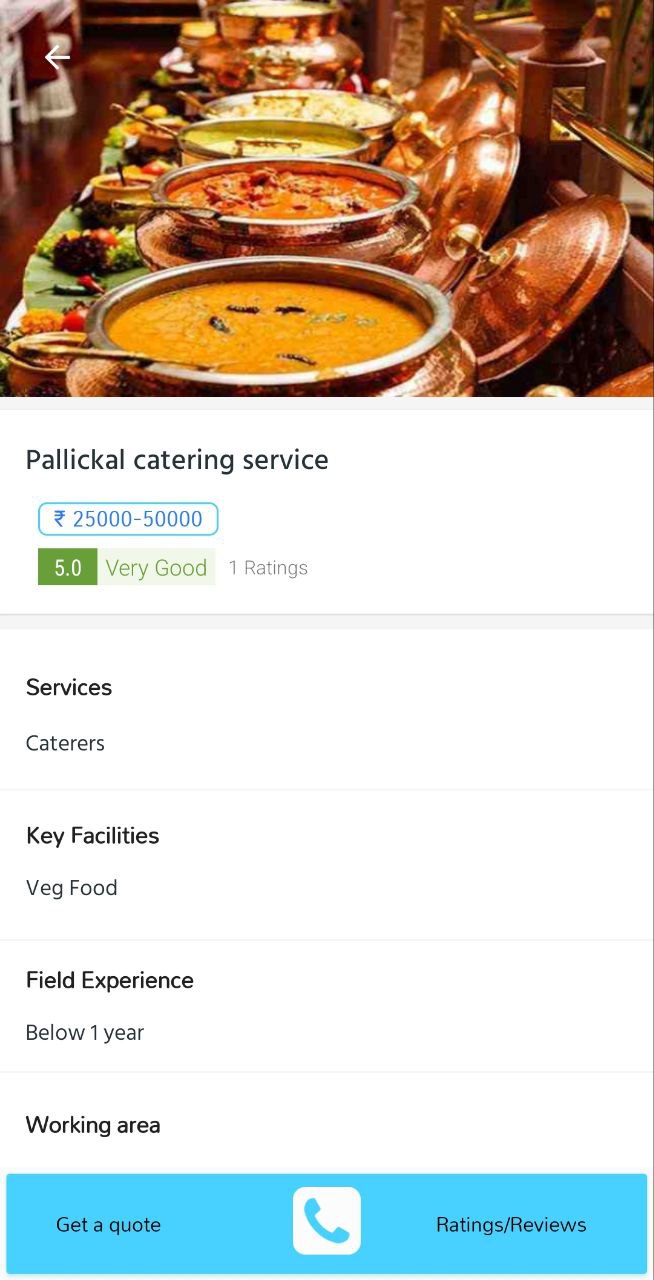 Pallickal catering service
₹ 25000-50000
5.0 Very Good 1 Ratings
Services
Caterers
Key Facilities
Veg Food
Field Experience
Below 1 year
Working area
Get a quote Ratings/Reviews